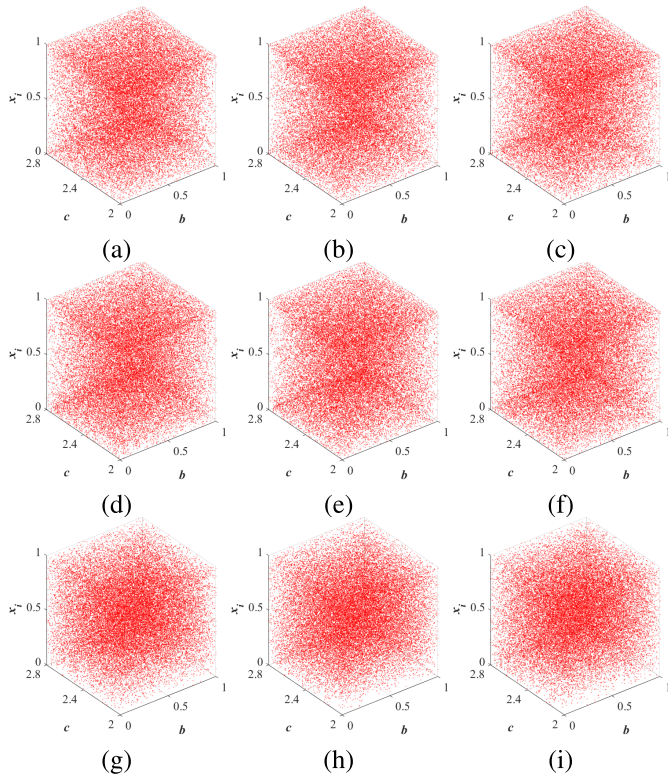 1 1 1
x_i 0.5 x_i 0.5 x_i 0.5
0 0 0
2.8 1 2.8 1 2.8 1
2.4 0.5 2.4 0.5 2.4 0.5
c 2 0 b c 2 0 b c 2 0 b
(a) (b) (c)
1 1 1
x_i 0.5 x_i 0.5 x_i 0.5
0 0 0
2.8 1 2.8 1 2.8 1
2.4 0.5 2.4 0.5 2.4 0.5
c 2 0 b c 2 0 b c 2 0 b
(d) (e) (f)
1 1 1
x_i 0.5 x_i 0.5 x_i 0.5
0 0 0
2.8 1 2.8 1 2.8 1
2.4 0.5 2.4 0.5 2.4 0.5
c 2 0 b c 2 0 b c 2 0 b
(g) (h) (i)